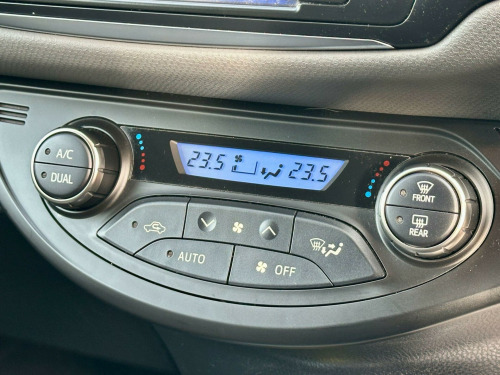 23.5 23.5
A/C
DUAL
FRONT
REAR
AUTO
OFF